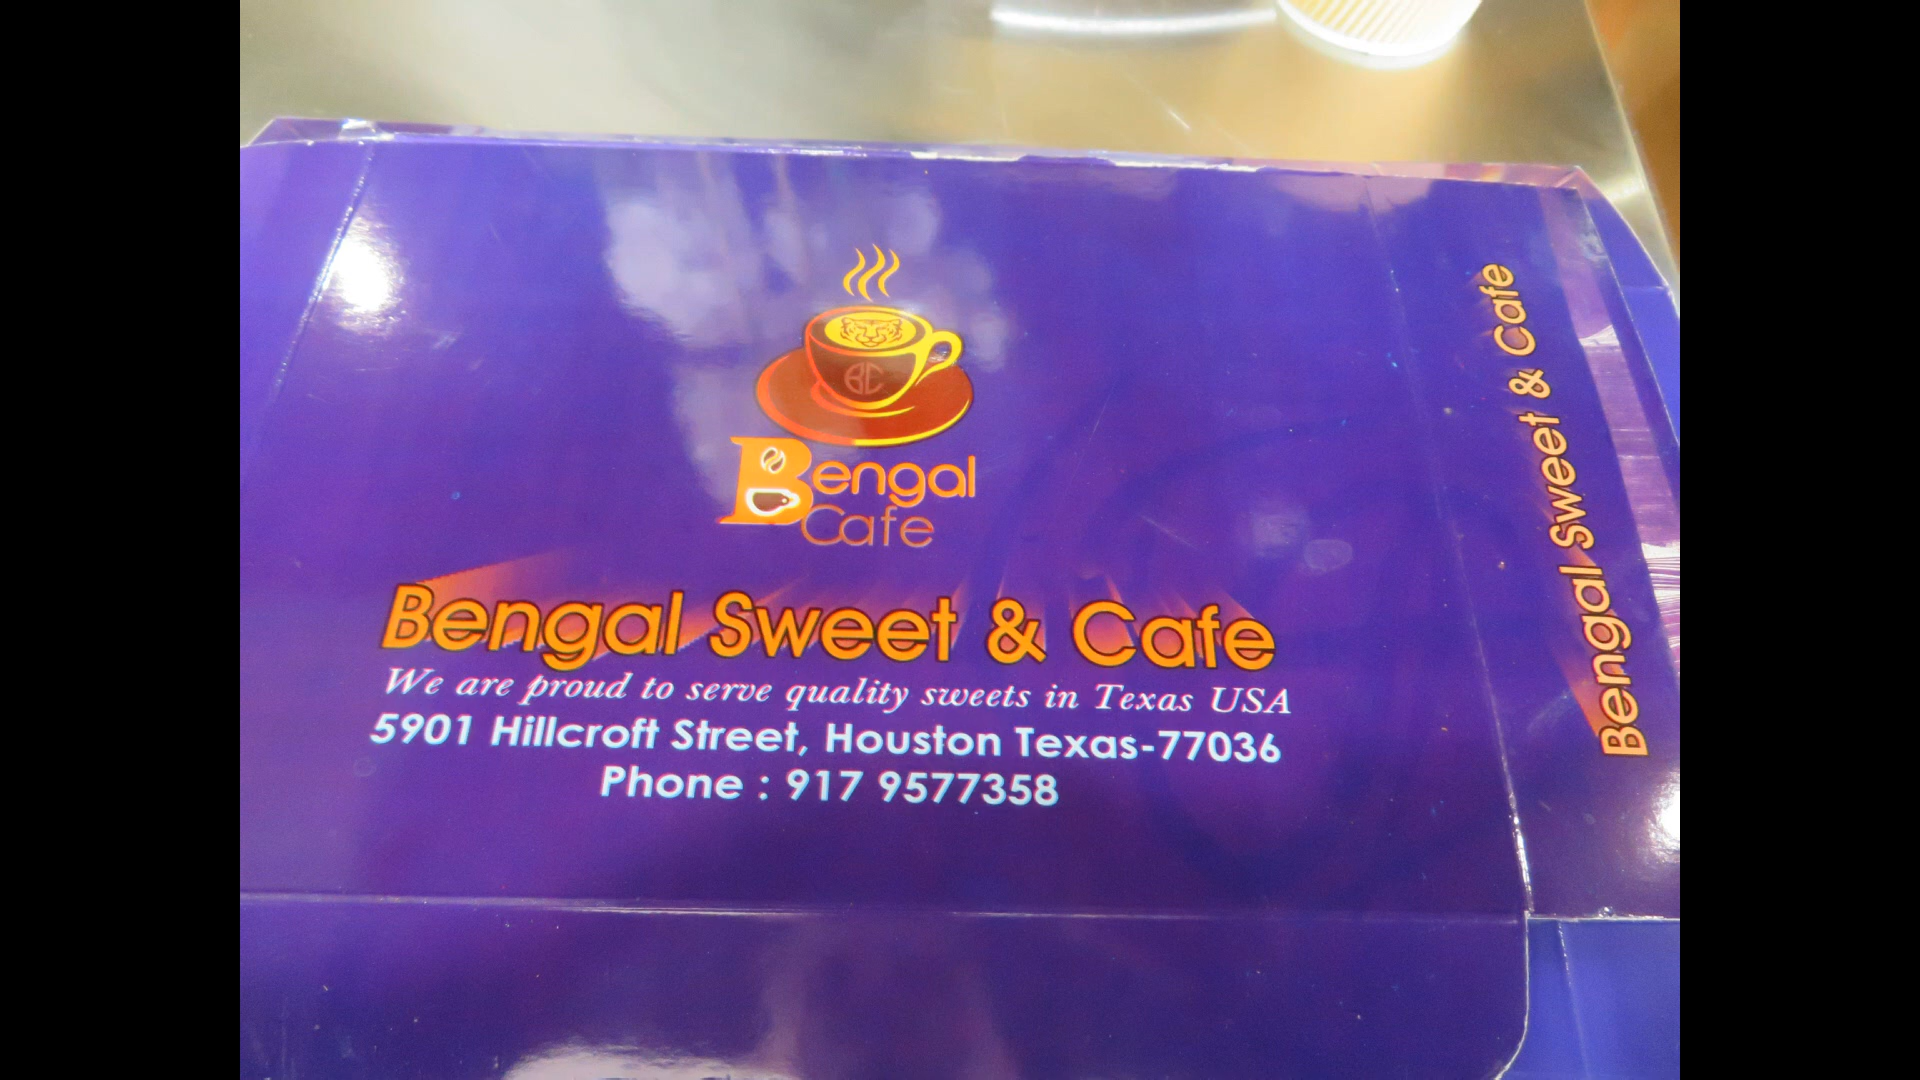 BC
Bengal
Cafe
Bengal Sweet & Cafe
We are proud to serve quality sweets in Texas USA
5901 Hillcroft Street, Houston Texas-77036
Phone : 917 9577358
Bengal Sweet & Cafe